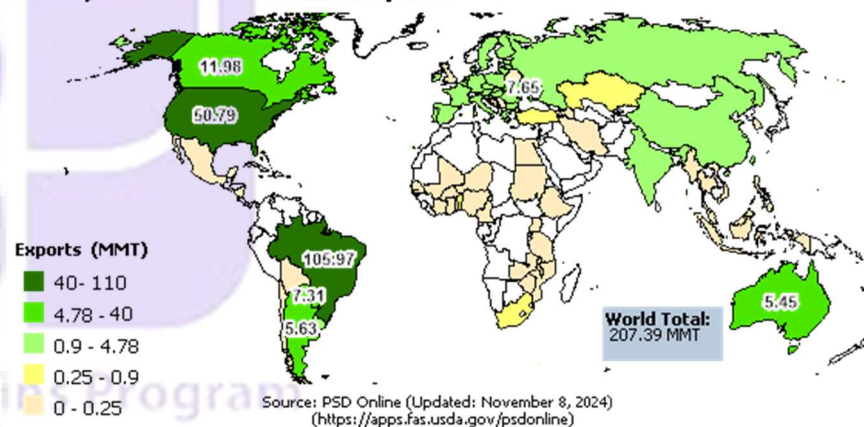 11.98
50.79
7.65
105.97
7.31
5.63
5.45
Exports (MMT)
40- 110
4.78 - 40
0.9 - 4.78
0.25 - 0.9
0 - 0.25
World Total:
207.39 MMT
Program
Source: PSD Online (Updated: November 8, 2024)
(https://apps.fas.usda.gov/psdonline)